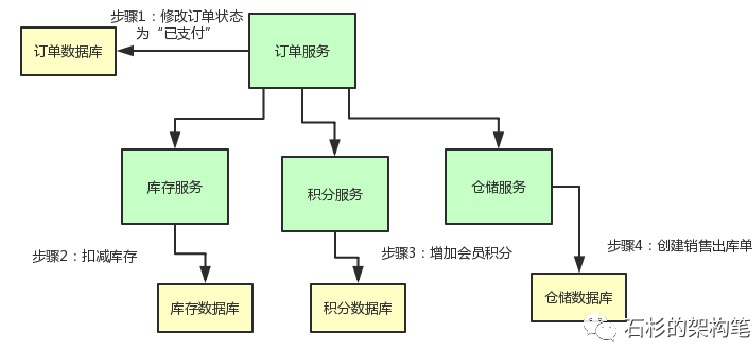 步骤1：修改订单状态
为“已支付”
订单数据库
订单服务
库存服务
积分服务
仓储服务
步骤2：扣减库存
步骤3：增加会员积分
步骤4：创建销售出库单
库存数据库
积分数据库
仓储数据库
石杉的架构笔